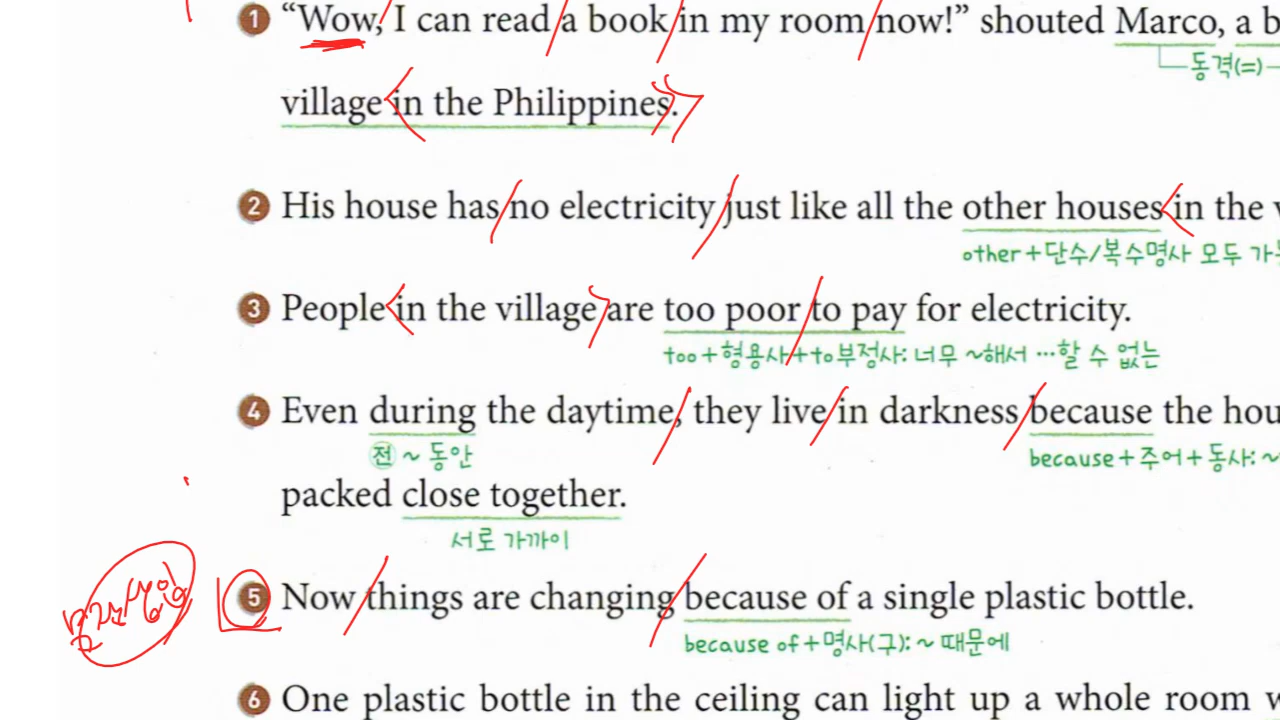 1 “Wow, I can read a book in my room now!” shouted Marco, a b
동격(=)
village in the Philippines.
2 His house has no electricity just like all the other houses in the v
other+단수/복수명사 모두 가
3 People in the village are too poor to pay for electricity.
too+형용사+to부정사: 너무 ~해서 …할 수 없는
4 Even during the daytime, they live in darkness because the hou
전 ~ 동안 because+주어+동사: ~
packed close together.
서로 가까이
5 Now things are changing because of a single plastic bottle.
because of+명사(구): ~ 때문에
6 One plastic bottle in the ceiling can light up a whole room w